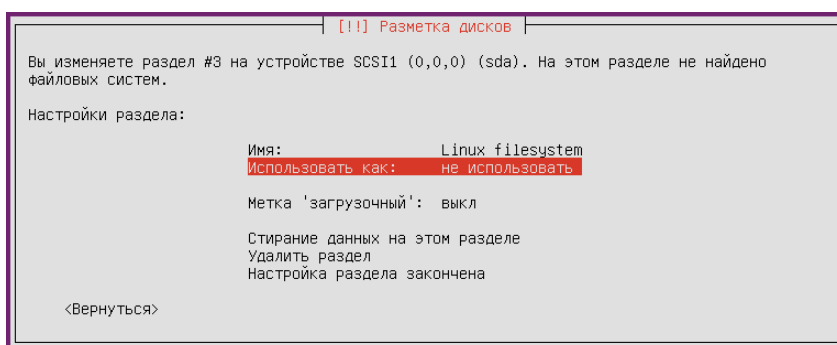 [!!] Разметка дисков
Вы изменяете раздел #3 на устройстве SCSI1 (0,0,0) (sda). На этом разделе не найдено
файловых систем.
Настройки раздела:
Имя: Linux filesystem
Использовать как: не использовать
Метка 'загрузочный': выкл
Стирание данных на этом разделе
Удалить раздел
Настройка раздела закончена
<Вернуться>